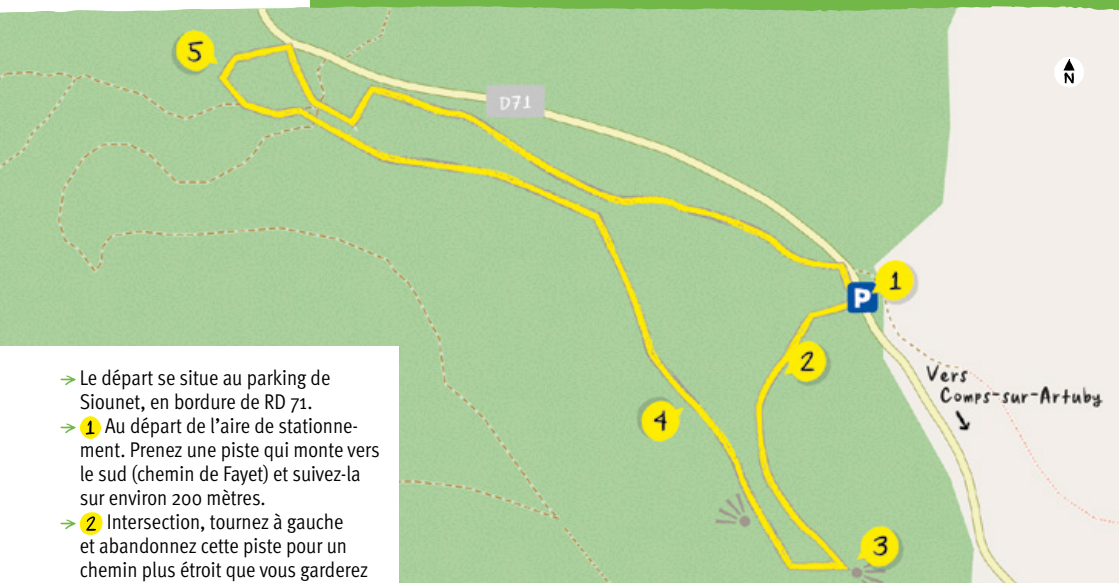 5
N
D71
1
P
2
Vers
Comps-sur-Artuby
4
3
→ Le départ se situe au parking de
Siounet, en bordure de RD 71.
→ 1 Au départ de l'aire de stationne-
ment. Prenez une piste qui monte vers
le sud (chemin de Fayet) et suivez-la
sur environ 200 mètres.
→ 2 Intersection, tournez à gauche
et abandonnez cette piste pour un
chemin plus étroit que vous garderez